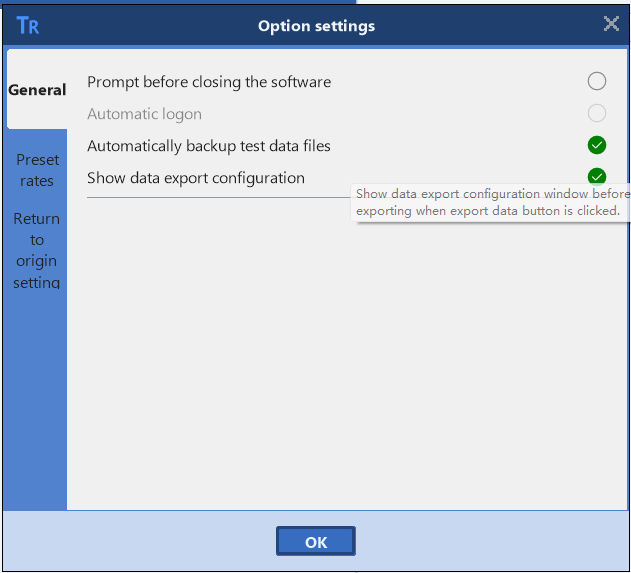 TR
Option settings
General
Prompt before closing the software
Automatic logon
Automatically backup test data files
Show data export configuration
Show data export configuration window before
exporting when export data button is clicked.
Preset
rates
Return
to
origin
setting
OK